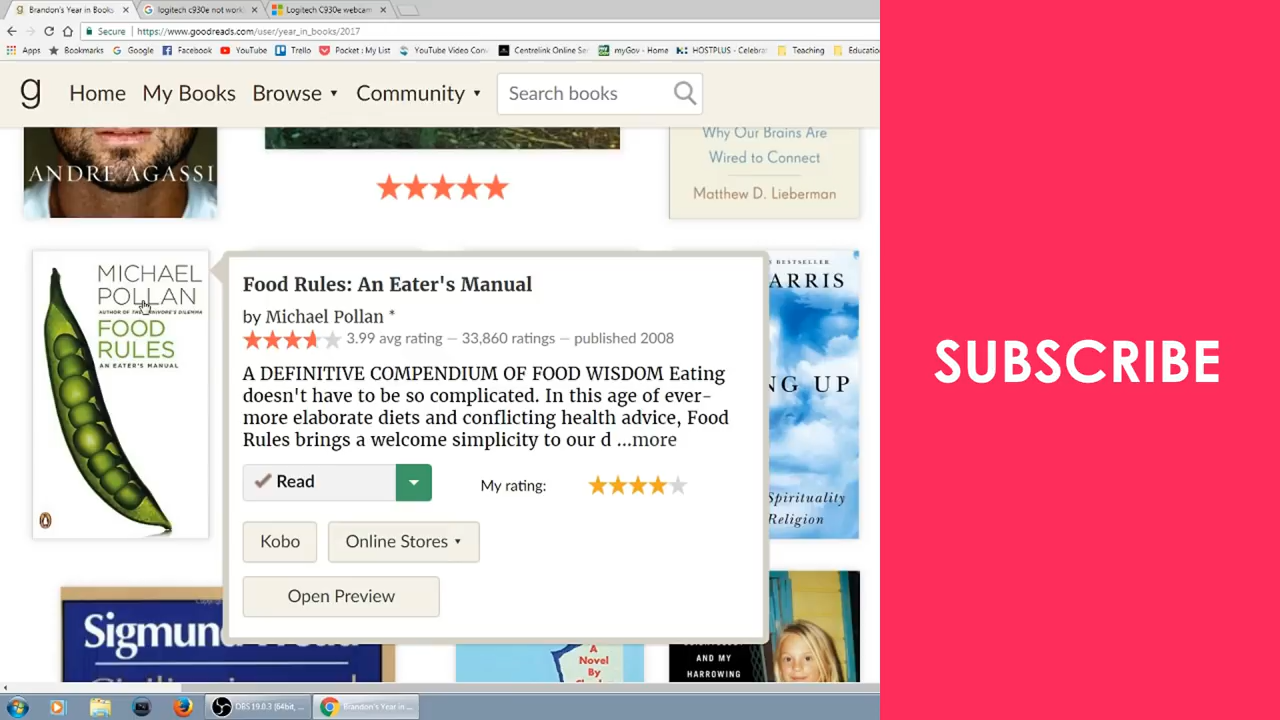 Brandon's Year in Books
logitech c930e not work
Logitech C930e webcam
Secure
https://www.goodreads.com/user/year_in_books/2017
Apps
Bookmarks
Google
Facebook
YouTube
Trello
Pocket : My List
YouTube Video Con
Centrelink Online Se
myGov - Home
HOSTPLUS - Celebra
Teaching
Educatio
g
Home
My Books
Browse
Community
Search books
ANDRE AGASSI
Why Our Brains Are
Wired to Connect
Matthew D. Lieberman
MICHAEL
POLLAN
FOOD
RULES
AN EATER'S MANUAL
Food Rules: An Eater's Manual
by Michael Pollan *
3.99 avg rating — 33,860 ratings — published 2008
A DEFINITIVE COMPENDIUM OF FOOD WISDOM Eating
doesn't have to be so complicated. In this age of ever-
more elaborate diets and conflicting health advice, Food
Rules brings a welcome simplicity to our d ...more
Read
My rating:
Kobo
Online Stores
Open Preview
BESTSELLER
ARRIS
NG UP
Spirituality
Religion
Sigmund
A
Novel
By
AND MY
HARROWING
OBS 19.0.3 (64bit, ...
Brandon's Year in ...
SUBSCRIBE